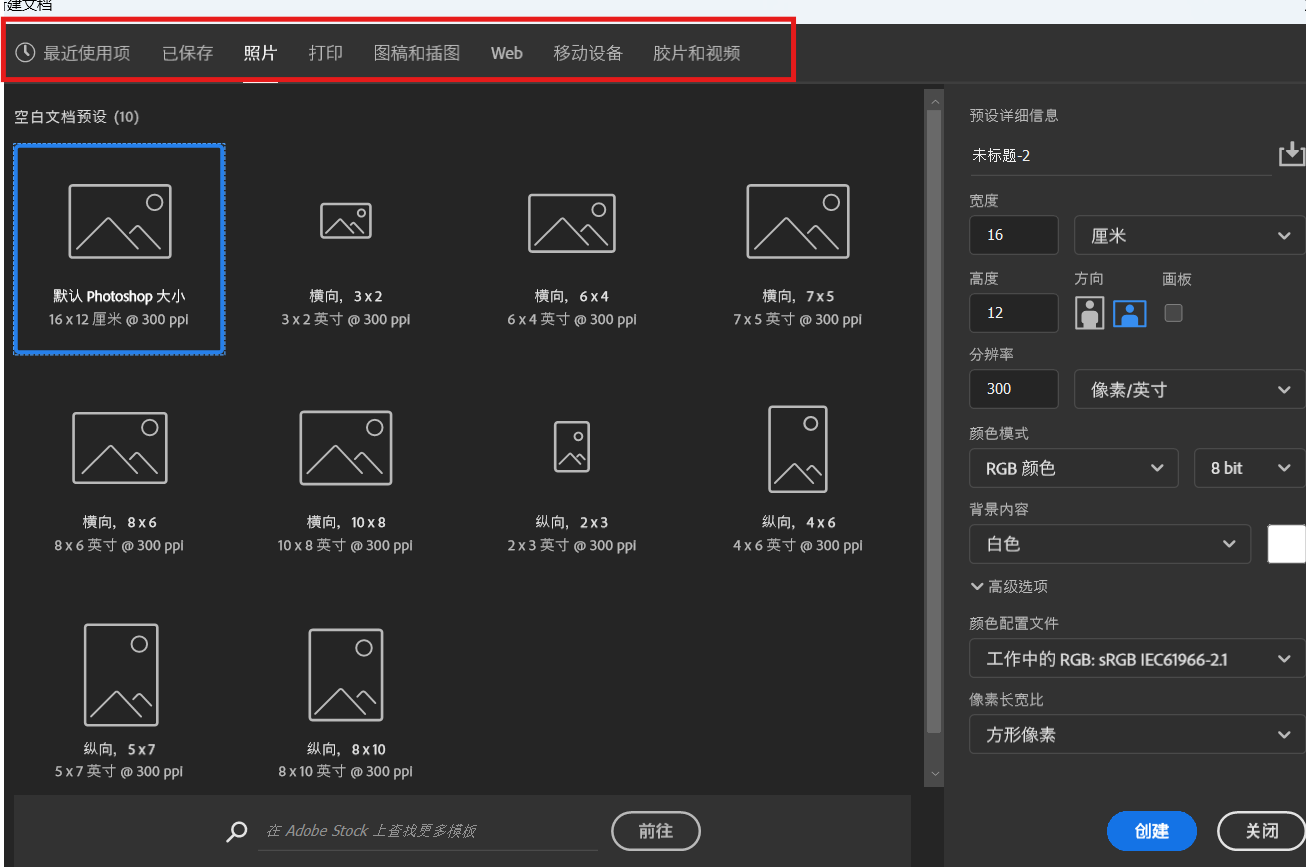 新建文档
最近使用项 已保存 照片 打印 图稿和插图 Web 移动设备 胶片和视频
空白文档预设 (10)
默认 Photoshop 大小
16 x 12 厘米 @ 300 ppi
横向，3 x 2
3 x 2 英寸 @ 300 ppi
横向，6 x 4
6 x 4 英寸 @ 300 ppi
横向，7 x 5
7 x 5 英寸 @ 300 ppi
横向，8 x 6
8 x 6 英寸 @ 300 ppi
横向，10 x 8
10 x 8 英寸 @ 300 ppi
纵向，2 x 3
2 x 3 英寸 @ 300 ppi
纵向，4 x 6
4 x 6 英寸 @ 300 ppi
纵向，5 x 7
5 x 7 英寸 @ 300 ppi
纵向，8 x 10
8 x 10 英寸 @ 300 ppi
在 Adobe Stock 上查找更多模板
前往
预设详细信息
未标题-2
宽度
16 厘米
高度 方向 画板
12
分辨率
300 像素/英寸
颜色模式
RGB 颜色 8 bit
背景内容
白色
高级选项
颜色配置文件
工作中的 RGB: sRGB IEC61966-2.1
像素长宽比
方形像素
创建 关闭